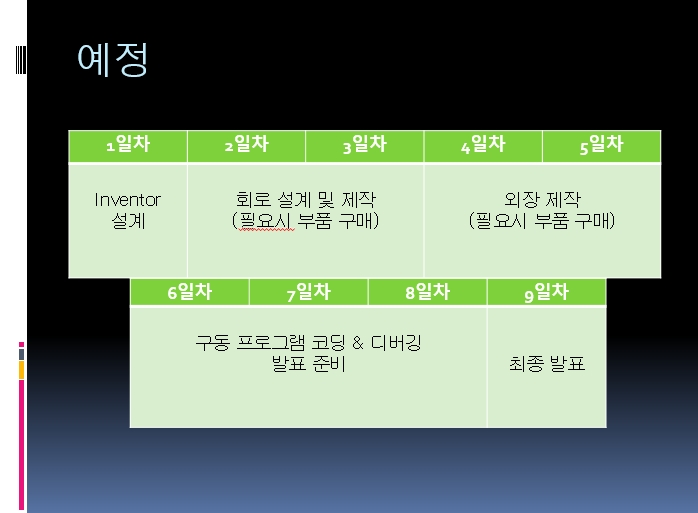 예정
1일차 2일차 3일차 4일차 5일차
Inventor
설계
회로 설계 및 제작
(필요시 부품 구매)
외장 제작
(필요시 부품 구매)
6일차 7일차 8일차 9일차
구동 프로그램 코딩 & 디버깅
발표 준비
최종 발표